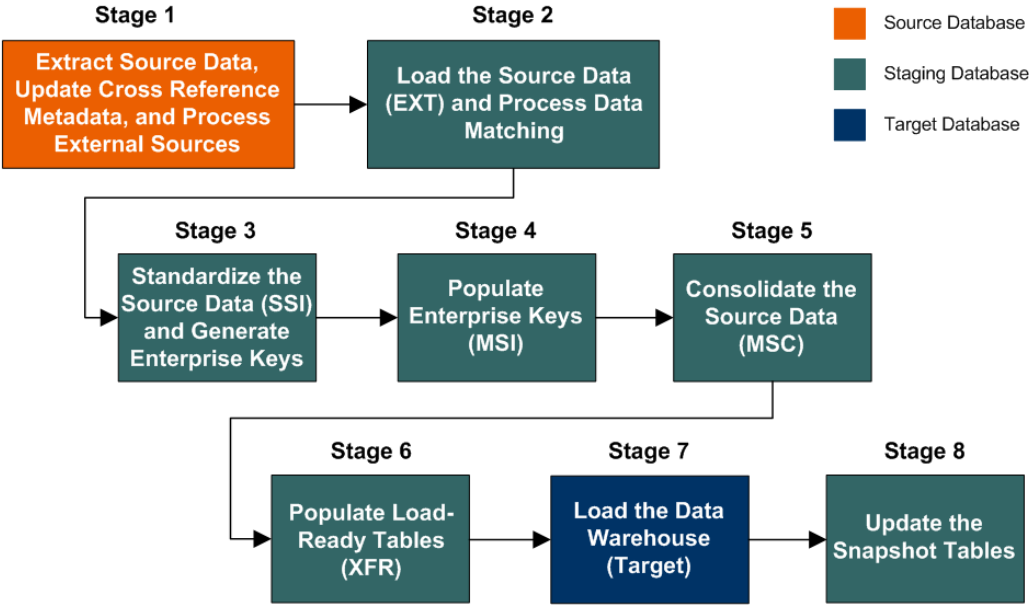 Stage 1
Stage 2
Source Database
Extract Source Data,
Update Cross Reference
Metadata, and Process
External Sources
Load the Source Data
(EXT) and Process Data
Matching
Staging Database
Target Database
Stage 3
Stage 4
Stage 5
Standardize the
Source Data (SSI)
and Generate
Enterprise Keys
Populate
Enterprise Keys
(MSI)
Consolidate the
Source Data
(MSC)
Stage 6
Stage 7
Stage 8
Populate Load-
Ready Tables
(XFR)
Load the Data
Warehouse
(Target)
Update the
Snapshot Tables